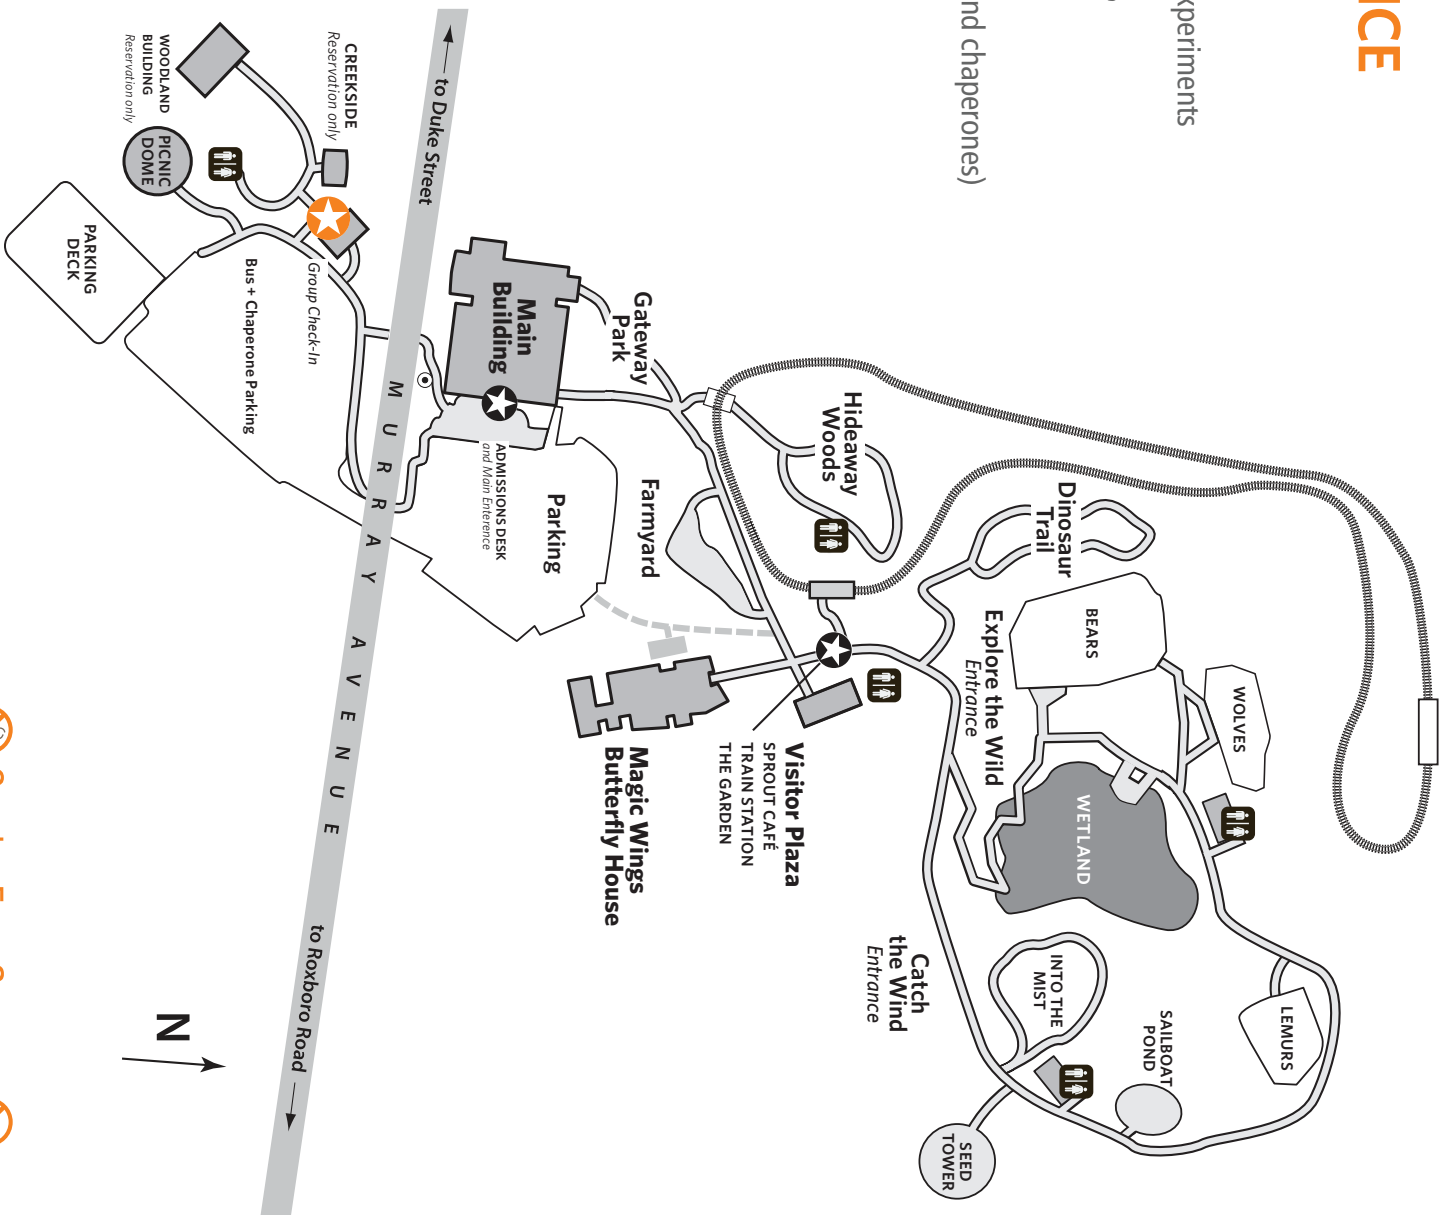 ICE
xperiments
nd chaperones)
to Duke Street
CREEKSIDE
Reservation only
WOODLAND
BUILDING
Reservation only
PICNIC
DOME
PARKING
DECK
Group Check-In
Bus + Chaperone Parking
MURRAY AVENUE
Main
Building
ADMISSIONS DESK
and Main Enterence
Parking
Gateway
Park
Farmyard
Hideaway
Woods
Dinosaur
Trail
BEARS
Explore the Wild
Entrance
WOLVES
WETLAND
Visitor Plaza
SPROUT CAFÉ
TRAIN STATION
THE GARDEN
Magic Wings
Butterfly House
Catch
the Wind
Entrance
INTO THE
MIST
SAILBOAT
POND
LEMURS
SEED
TOWER
to Roxboro Road
N